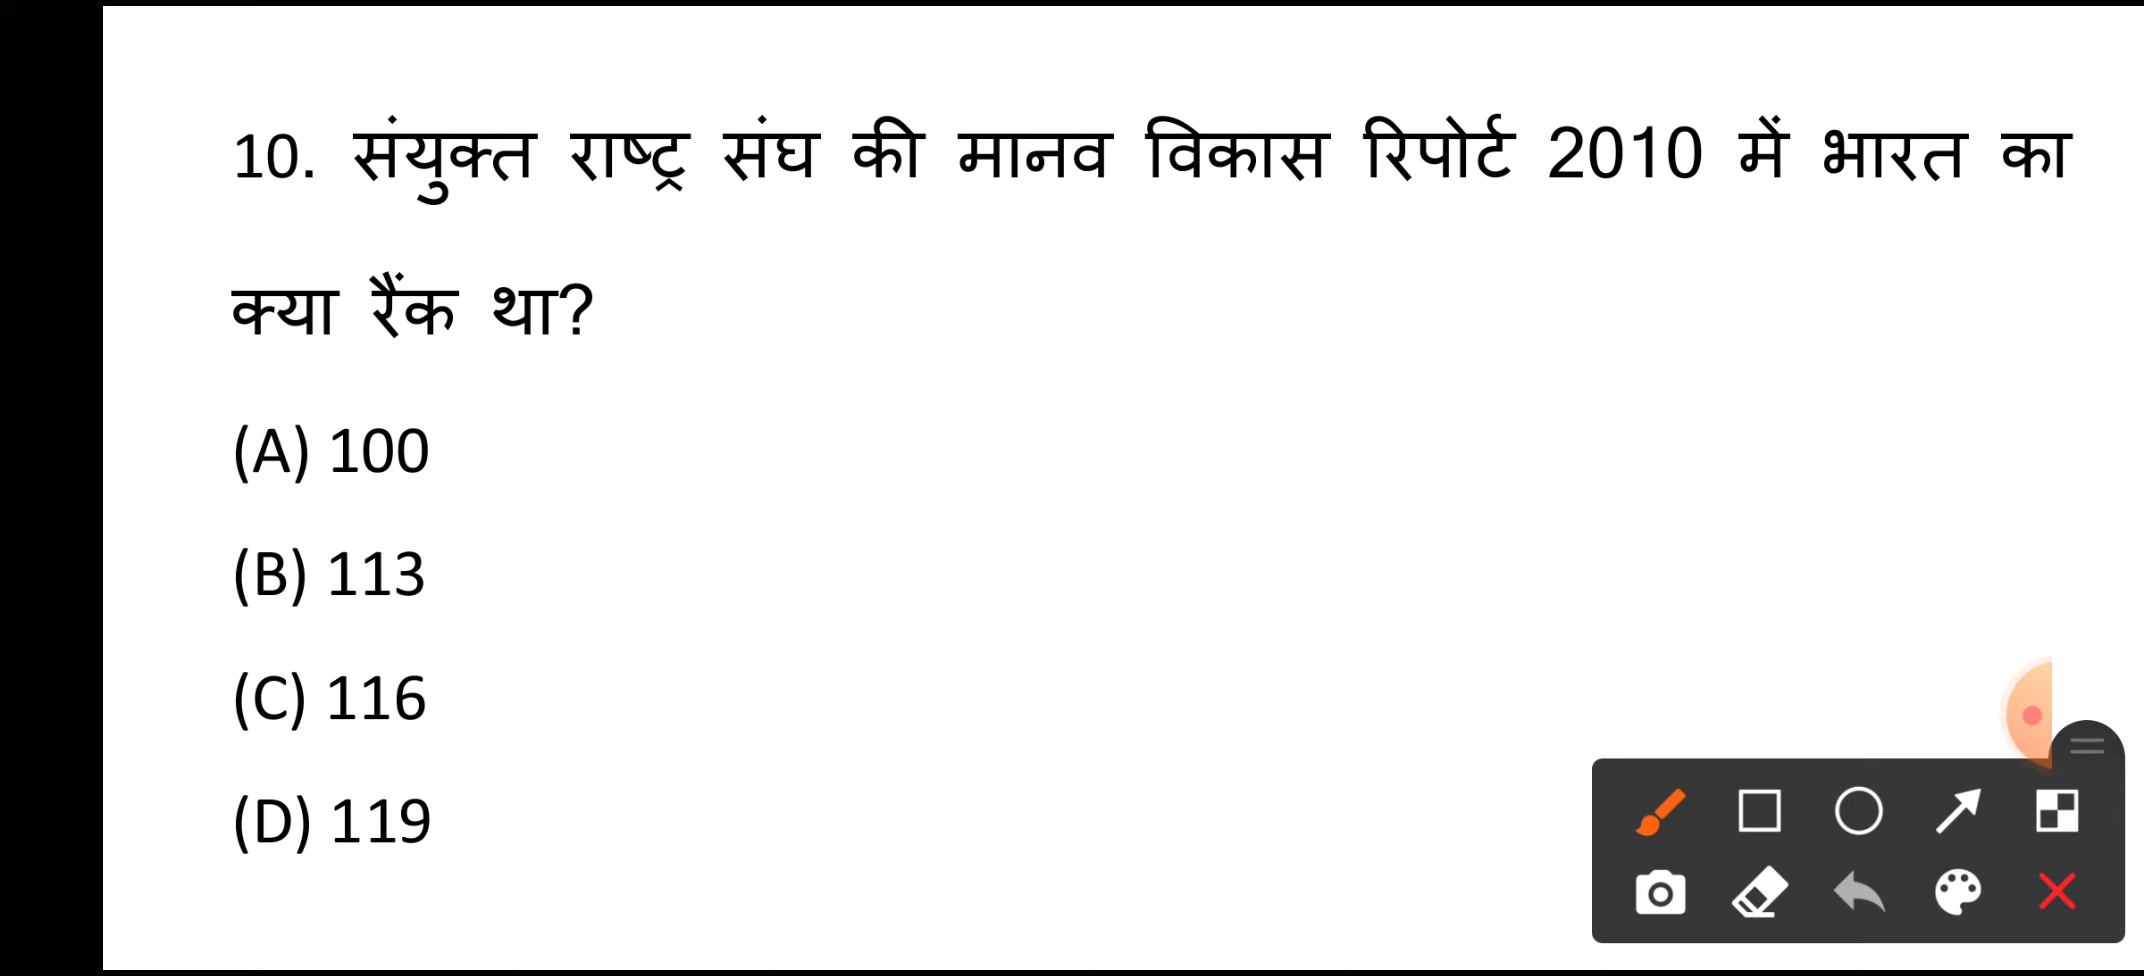 10. संयुक्त राष्ट्र संघ की मानव विकास रिपोर्ट 2010 में भारत का
क्या रैंक था?
(A) 100
(B) 113
(C) 116
(D) 119